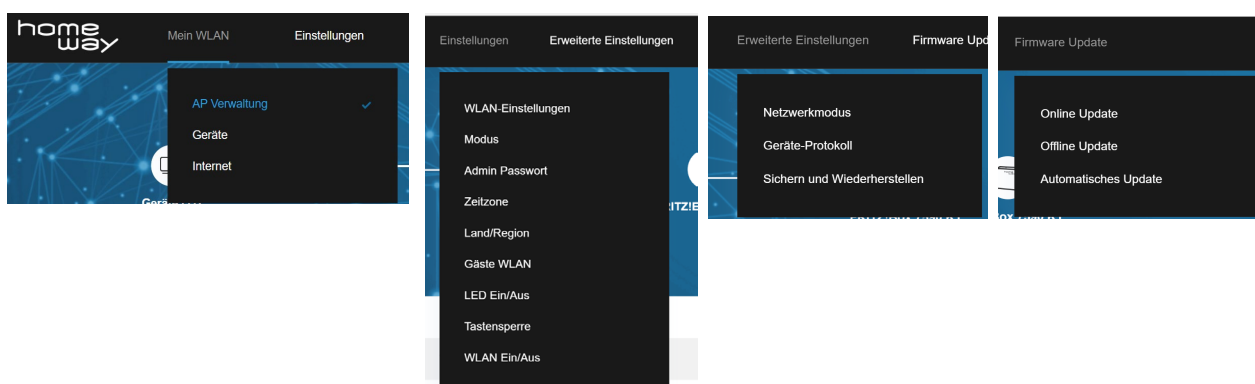 home
way
Mein WLAN
Einstellungen
AP Verwaltung
Geräte
Internet
Einstellungen
Erweiterte Einstellungen
WLAN-Einstellungen
Modus
Admin Passwort
Zeitzone
Land/Region
Gäste WLAN
LED Ein/Aus
Tastensperre
WLAN Ein/Aus
Erweiterte Einstellungen
Firmware Upd
Netzwerkmodus
Geräte-Protokoll
Sichern und Wiederherstellen
Firmware Update
Online Update
Offline Update
Automatisches Update